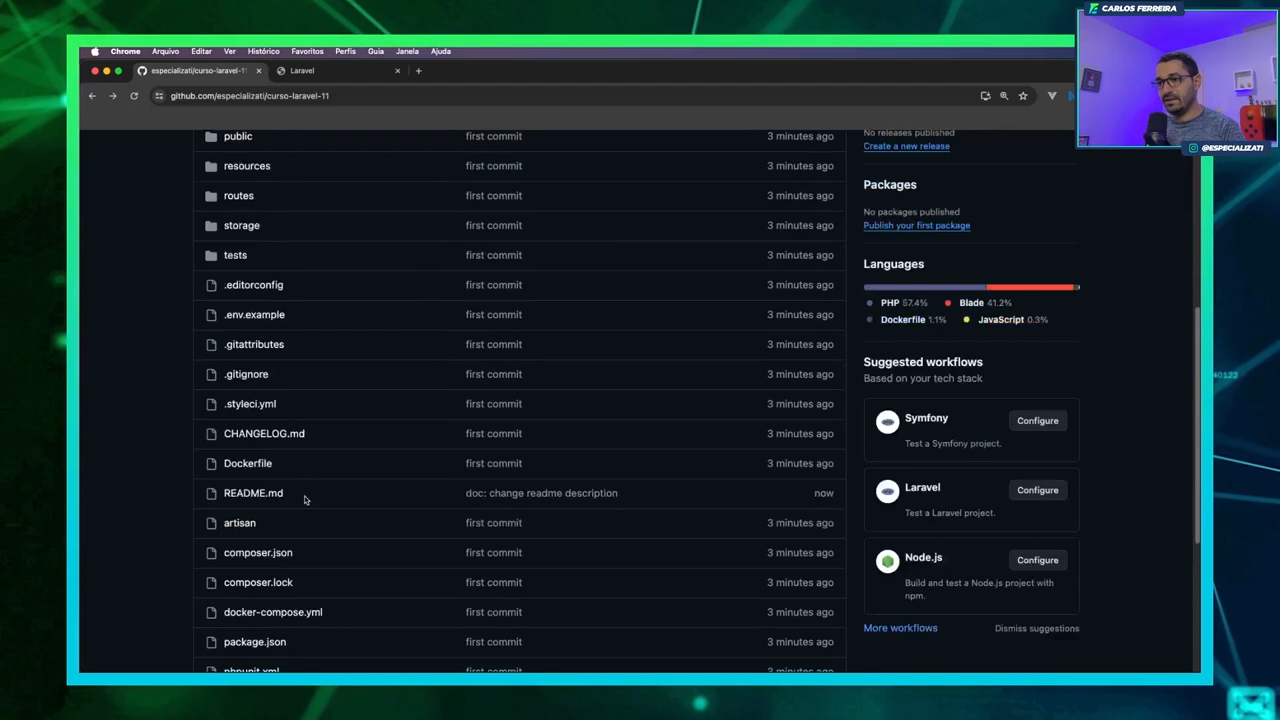 CARLOS FERREIRA
Chrome Arquivo Editar Ver Histórico Favoritos Perfis Guia Janela Ajuda
especializati/curso-laravel-11
Laravel
github.com/especializati/curso-laravel-11
@ESPECIALIZATI
public first commit 3 minutes ago
resources first commit 3 minutes ago
routes first commit 3 minutes ago
storage first commit 3 minutes ago
tests first commit 3 minutes ago
.editorconfig first commit 3 minutes ago
.env.example first commit 3 minutes ago
.gitattributes first commit 3 minutes ago
.gitignore first commit 3 minutes ago
.styleci.yml first commit 3 minutes ago
CHANGELOG.md first commit 3 minutes ago
Dockerfile first commit 3 minutes ago
README.md doc: change readme description now
artisan first commit 3 minutes ago
composer.json first commit 3 minutes ago
composer.lock first commit 3 minutes ago
docker-compose.yml first commit 3 minutes ago
package.json first commit 3 minutes ago
phpunit.xml first commit 3 minutes ago
No releases published
Create a new release
Packages
No packages published
Publish your first package
Languages
PHP 57.4% Blade 41.2%
Dockerfile 1.1% JavaScript 0.3%
Suggested workflows
Based on your tech stack
Symfony Configure
Test a Symfony project.
Laravel Configure
Test a Laravel project.
Node.js Configure
Build and test a Node.js project with
npm.
More workflows Dismiss suggestions
40122